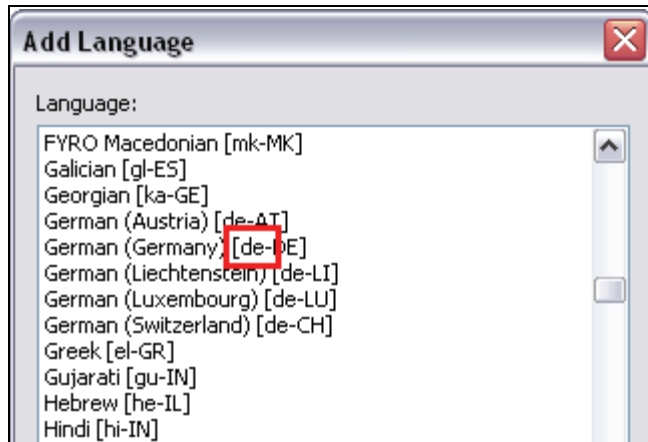 Add Language
Language:
FYRO Macedonian [mk-MK]
Galician [gl-ES]
Georgian [ka-GE]
German (Austria) [de-AT]
German (Germany) [de-DE]
German (Liechtenstein) [de-LI]
German (Luxembourg) [de-LU]
German (Switzerland) [de-CH]
Greek [el-GR]
Gujarati [gu-IN]
Hebrew [he-IL]
Hindi [hi-IN]